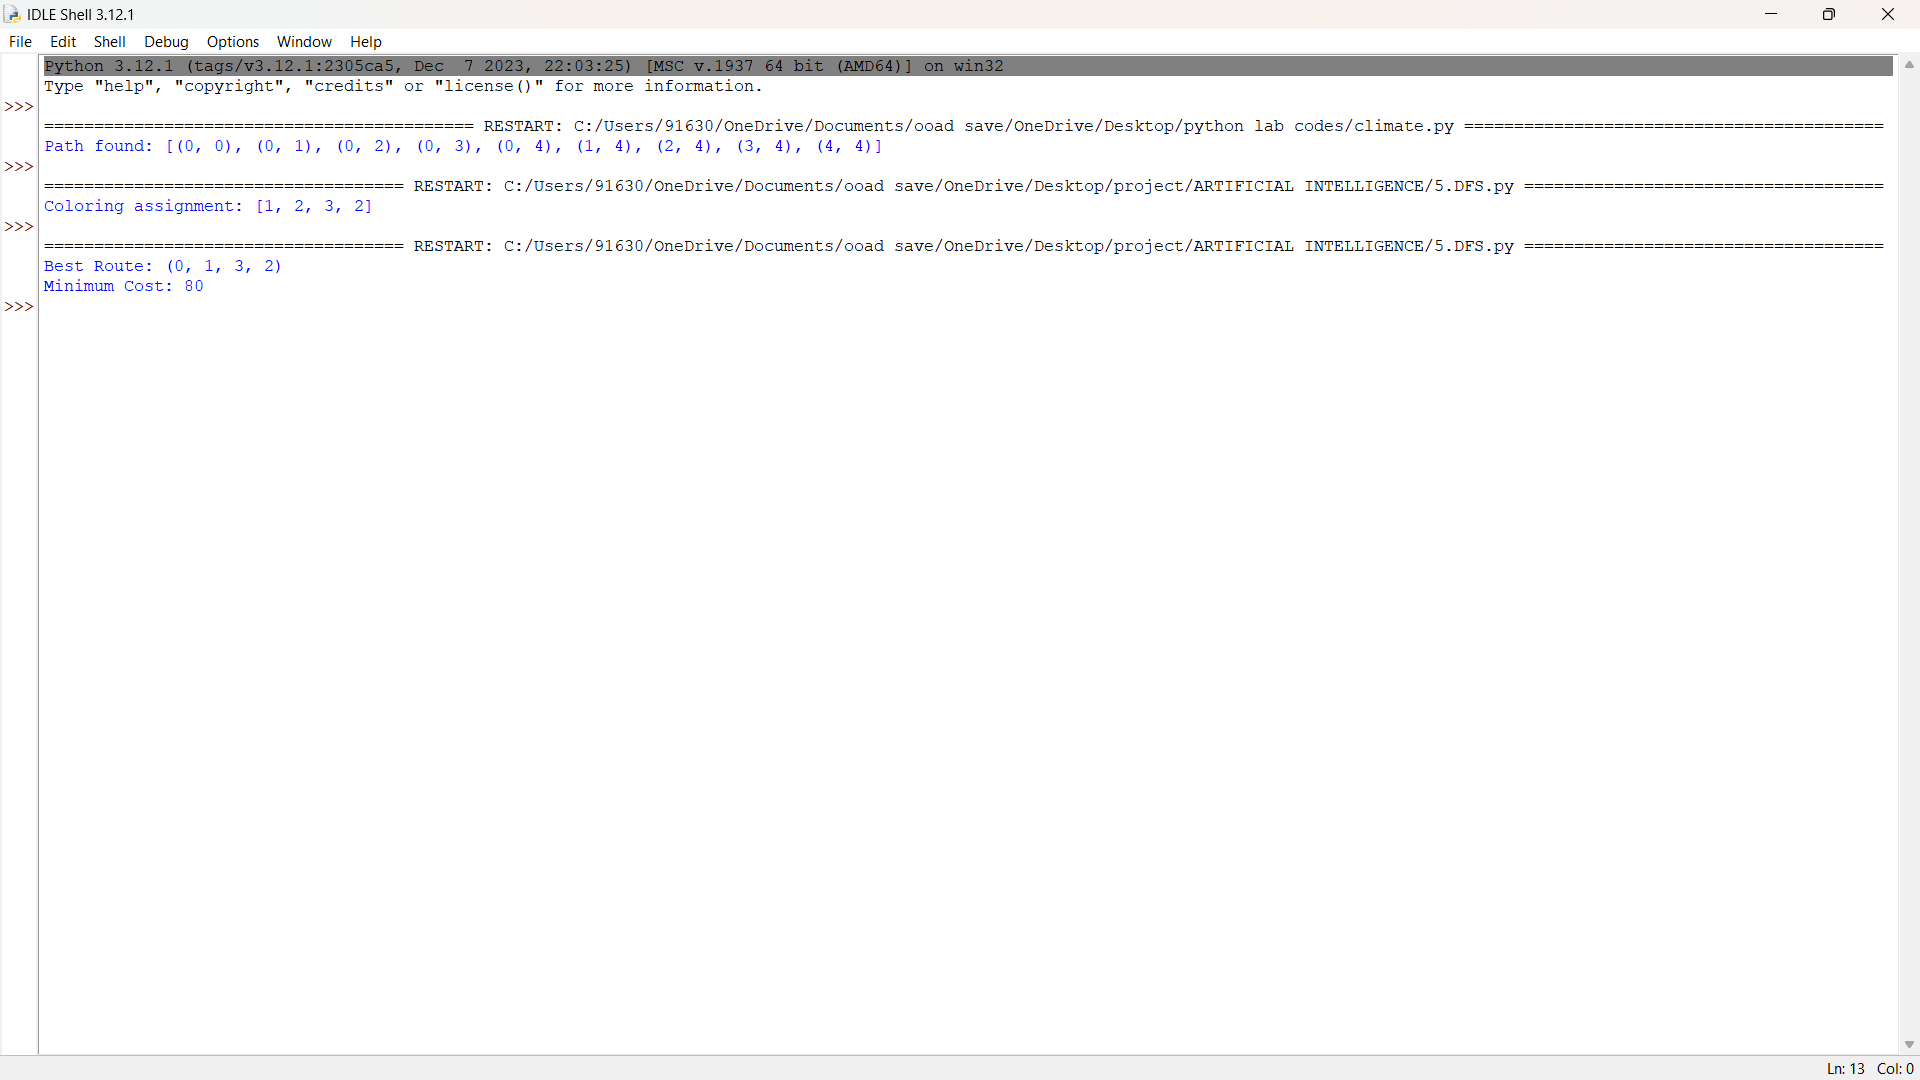 IDLE Shell 3.12.1
File Edit Shell Debug Options Window Help
Python 3.12.1 (tags/v3.12.1:2305ca5, Dec  7 2023, 22:03:25) [MSC v.1937 64 bit (AMD64)] on win32
Type "help", "copyright", "credits" or "license()" for more information.
>>>
=========================================== RESTART: C:/Users/91630/OneDrive/Documents/ooad save/OneDrive/Desktop/python lab codes/climate.py ==========================================
Path found: [(0, 0), (0, 1), (0, 2), (0, 3), (0, 4), (1, 4), (2, 4), (3, 4), (4, 4)]
>>>
==================================== RESTART: C:/Users/91630/OneDrive/Documents/ooad save/OneDrive/Desktop/project/ARTIFICIAL INTELLIGENCE/5.DFS.py ====================================
Coloring assignment: [1, 2, 3, 2]
>>>
==================================== RESTART: C:/Users/91630/OneDrive/Documents/ooad save/OneDrive/Desktop/project/ARTIFICIAL INTELLIGENCE/5.DFS.py ====================================
Best Route: (0, 1, 3, 2)
Minimum Cost: 80
>>>
Ln: 13 Col: 0